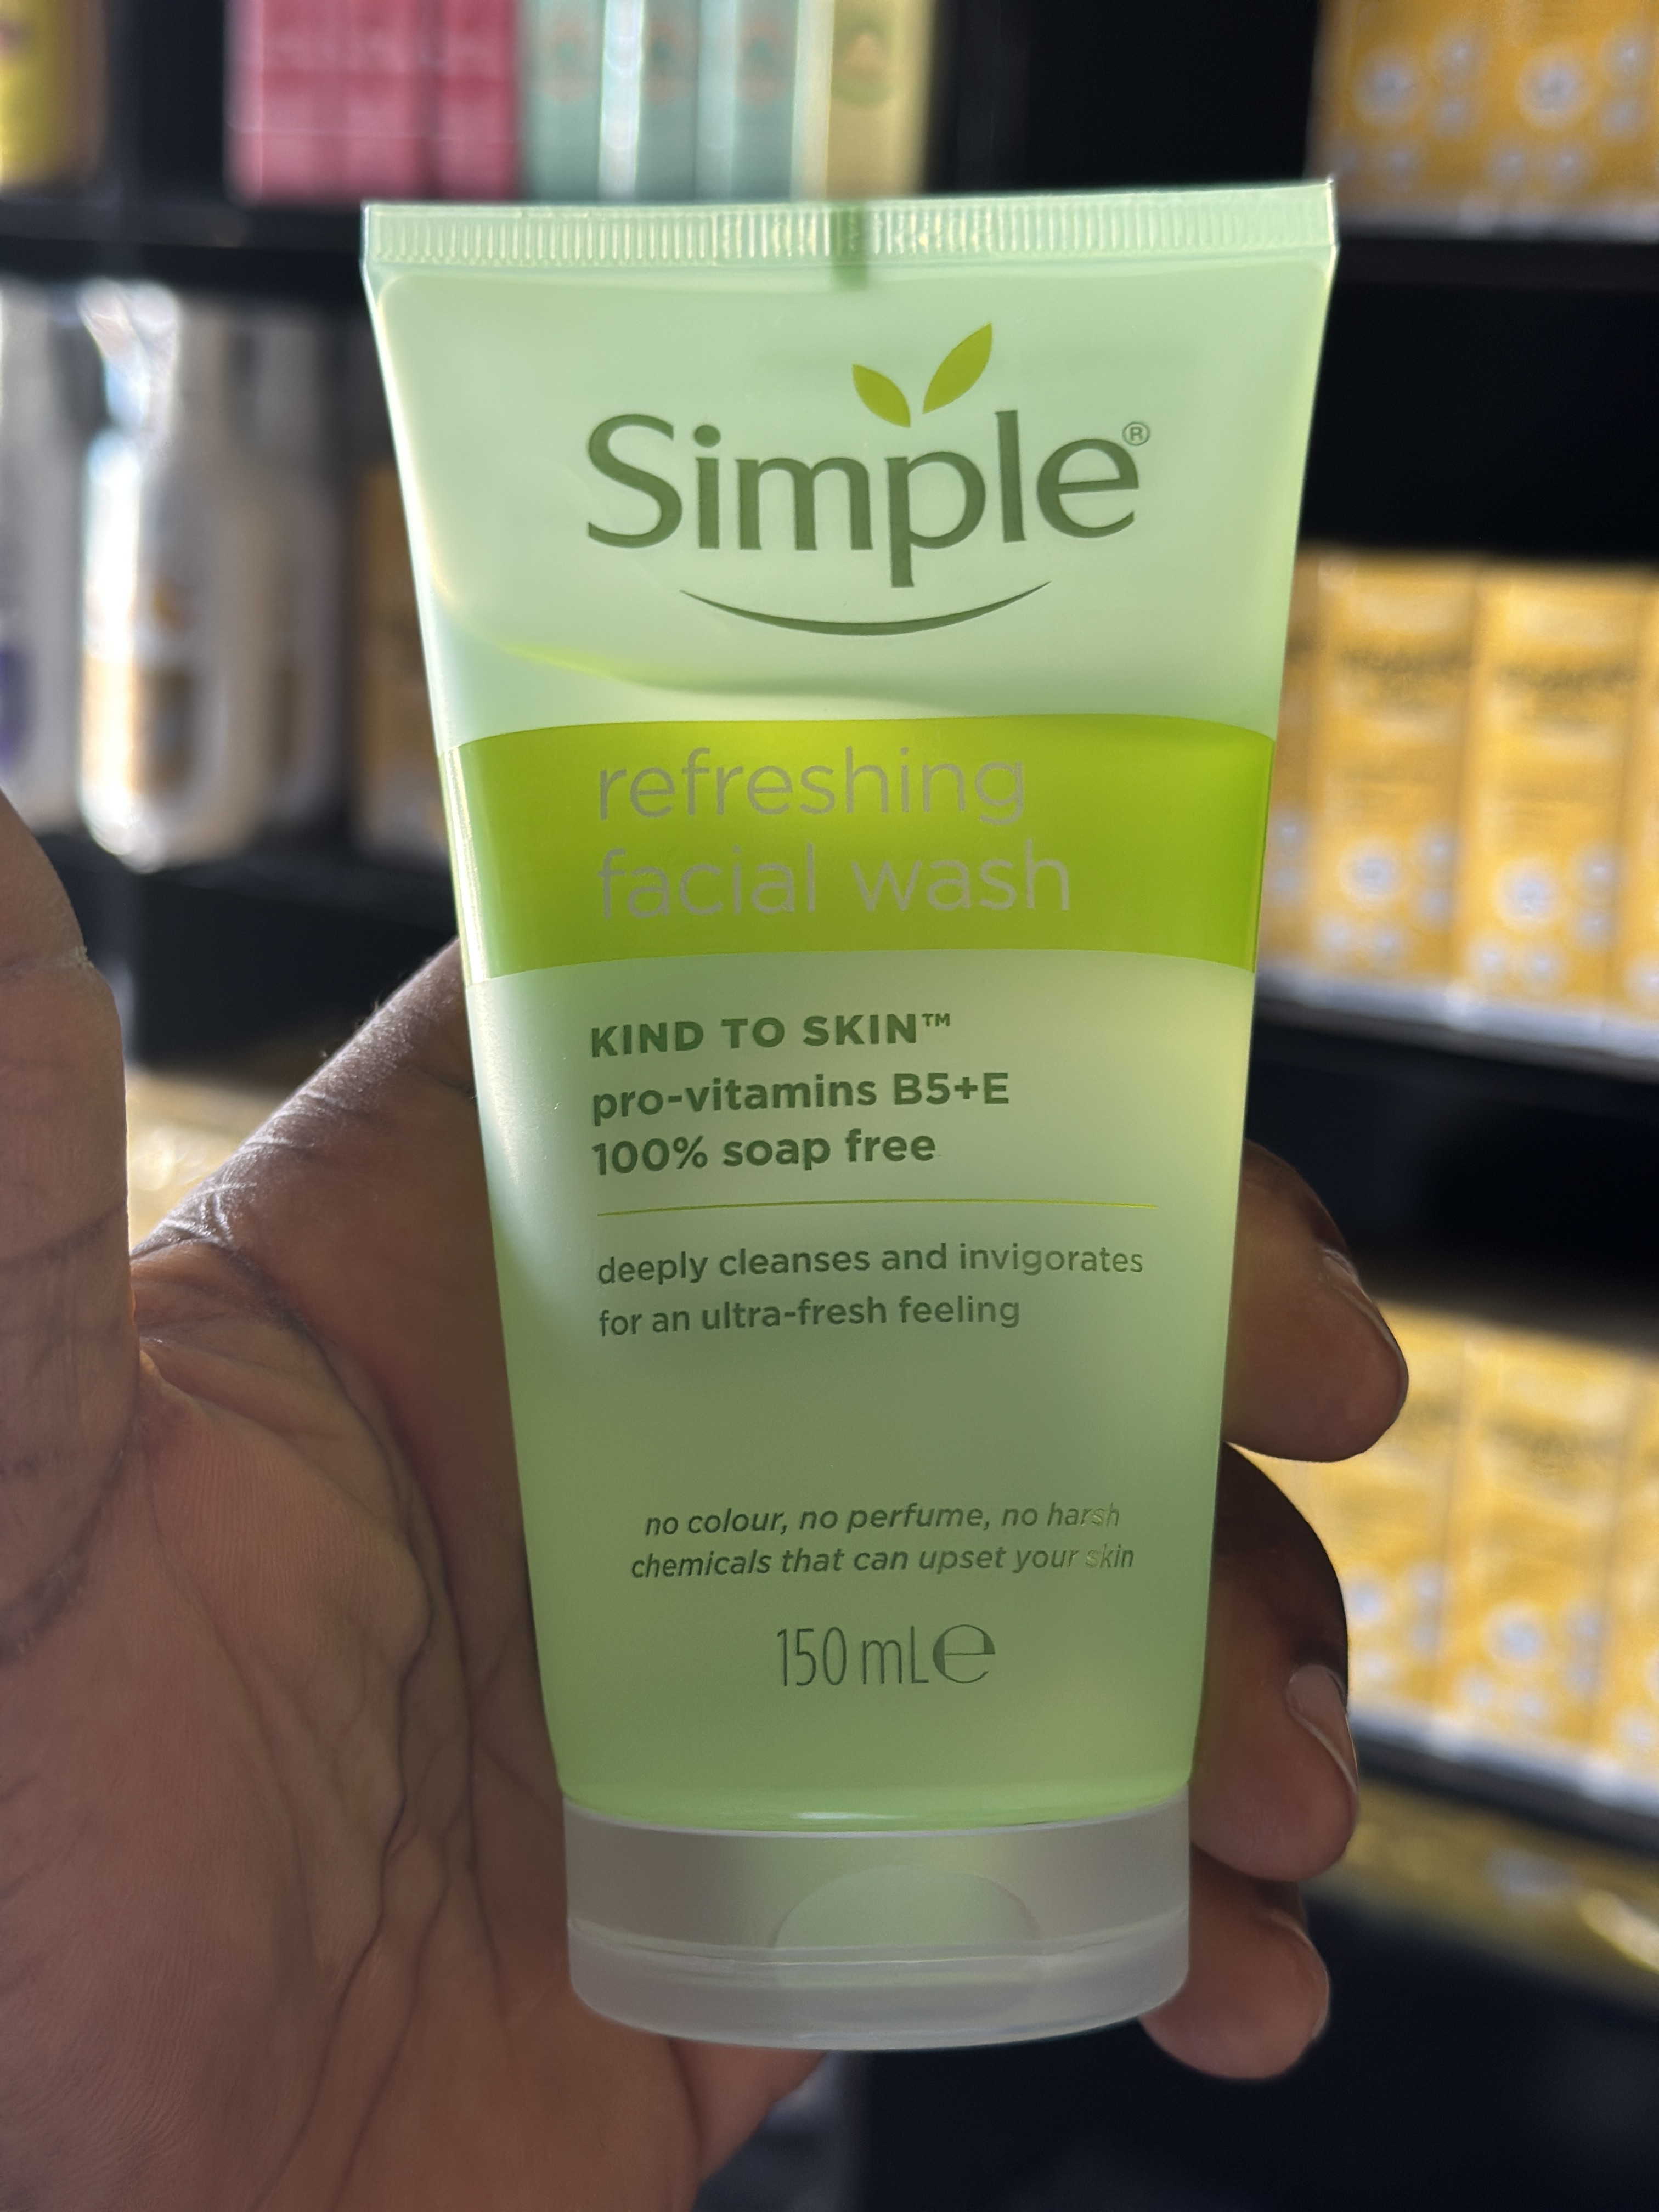 Simple®
refreshing
facial wash
KIND TO SKIN™
pro-vitamins B5+E
100% soap free
deeply cleanses and invigorates
for an ultra-fresh feeling
no colour, no perfume, no harsh
chemicals that can upset your skin
150 mL℮